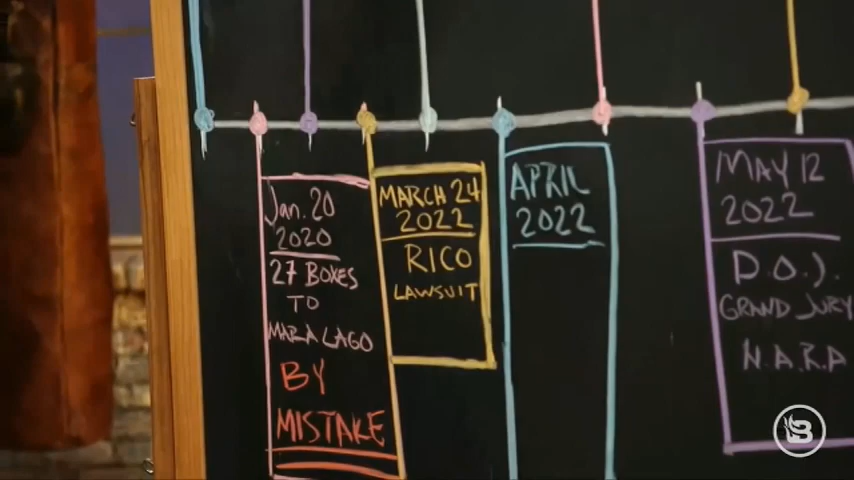 Jan. 20
2020
27 BOXES
TO
MARA LAGO
BY
MISTAKE
MARCH 24
2022
RICO
LAWSUIT
APRIL
2022
MAY 12
2022
D.O.J.
GRAND JURY
N.A.R.A
B